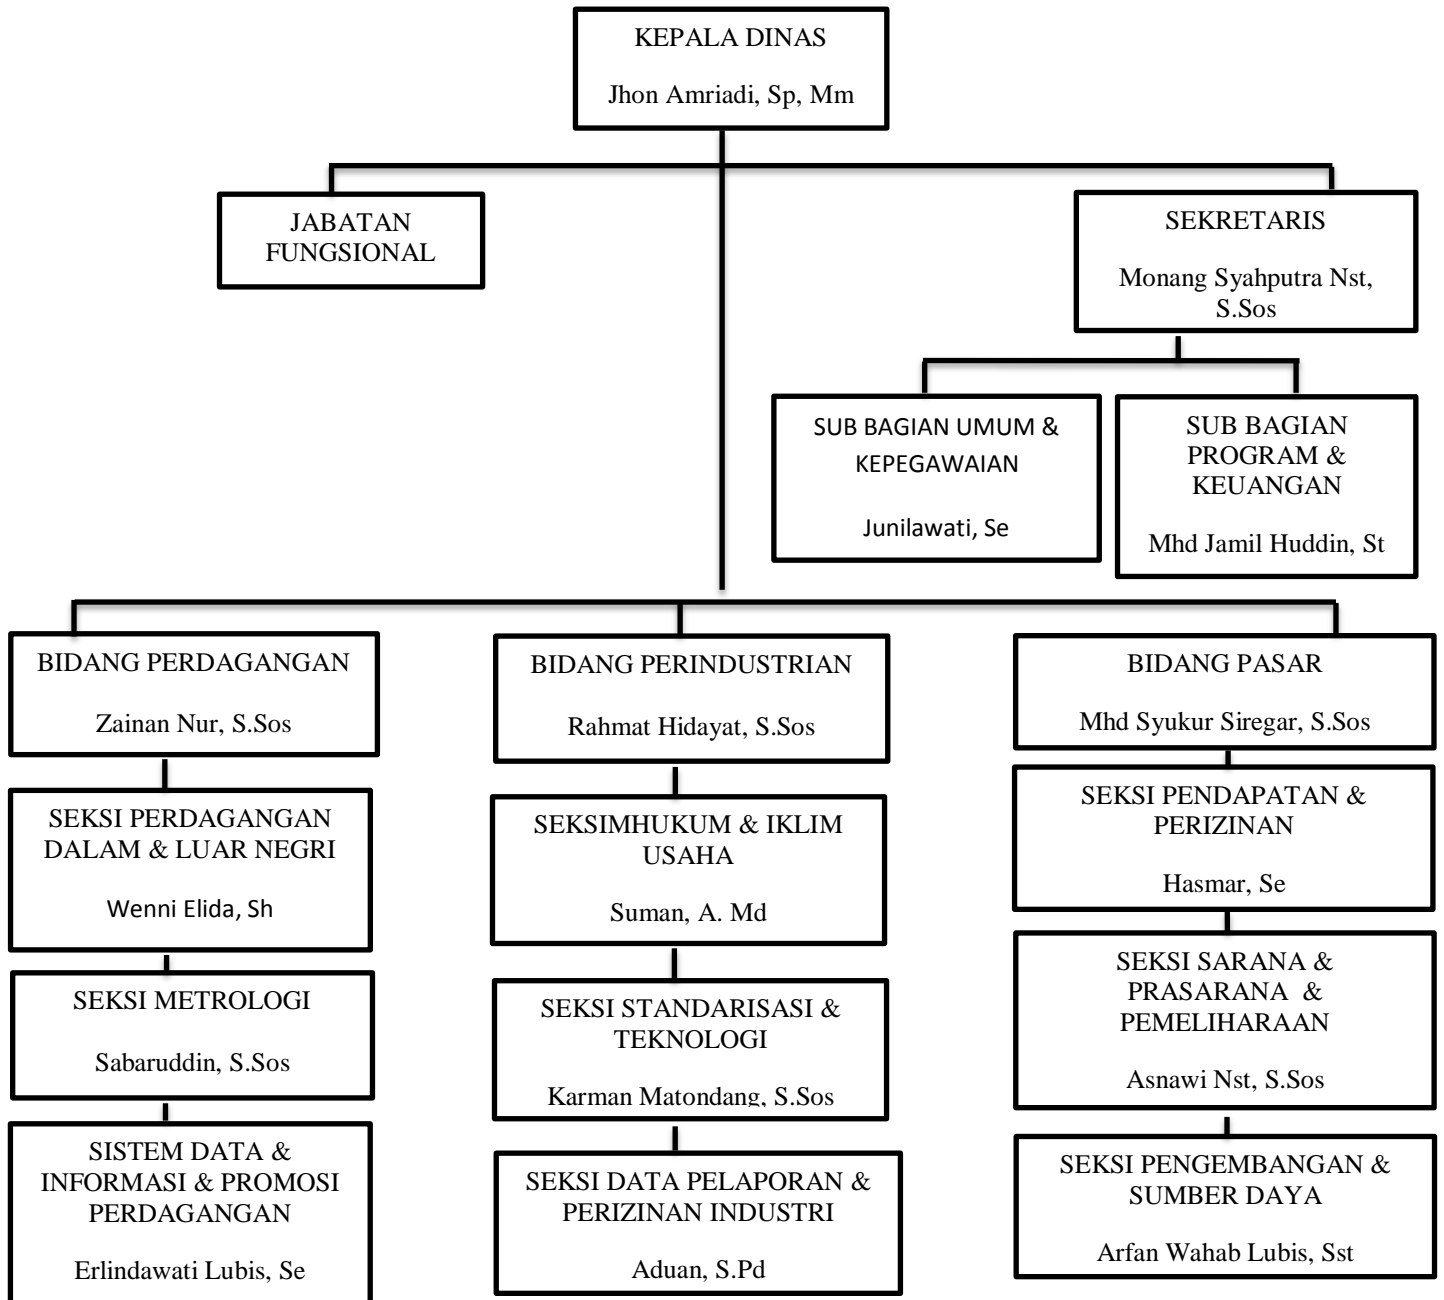 KEPALA DINAS
Jhon Amriadi, Sp, Mm
JABATAN
FUNGSIONAL
SEKRETARIS
Monang Syahputra Nst,
S.Sos
SUB BAGIAN UMUM &
KEPEGAWAIAN
Junilawati, Se
SUB BAGIAN
PROGRAM &
KEUANGAN
Mhd Jamil Huddin, St
BIDANG PERDAGANGAN
Zainan Nur, S.Sos
SEKSI PERDAGANGAN
DALAM & LUAR NEGRI
Wenni Elida, Sh
SEKSI METROLOGI
Sabaruddin, S.Sos
SISTEM DATA &
INFORMASI & PROMOSI
PERDAGANGAN
Erlindawati Lubis, Se
BIDANG PERINDUSTRIAN
Rahmat Hidayat, S.Sos
SEKSIMHUKUM & IKLIM
USAHA
Suman, A. Md
SEKSI STANDARISASI &
TEKNOLOGI
Karman Matondang, S.Sos
SEKSI DATA PELAPORAN &
PERIZINAN INDUSTRI
Aduan, S.Pd
BIDANG PASAR
Mhd Syukur Siregar, S.Sos
SEKSI PENDAPATAN &
PERIZINAN
Hasmar, Se
SEKSI SARANA &
PRASARANA &
PEMELIHARAAN
Asnawi Nst, S.Sos
SEKSI PENGEMBANGAN &
SUMBER DAYA
Arfan Wahab Lubis, Sst